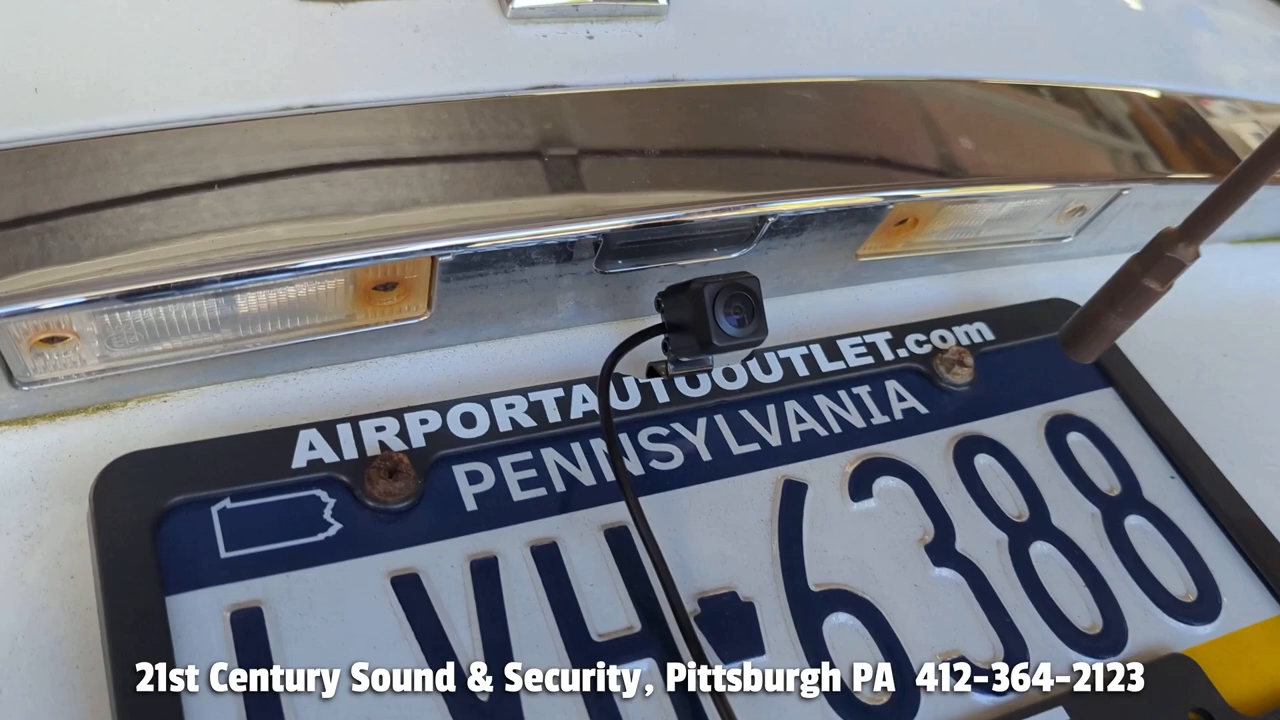 AIRPORTAUTOOUTLET.com
PENNSYLVANIA
LVH 6388
21st Century Sound & Security, Pittsburgh PA 412-364-2123